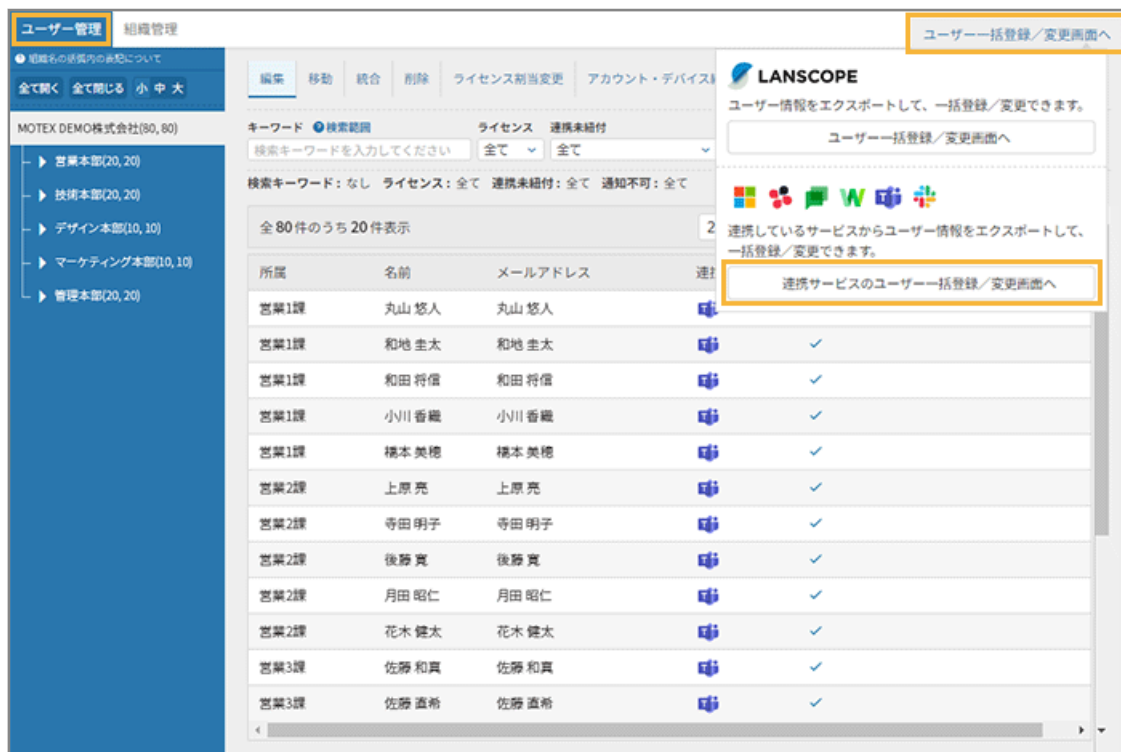 ユーザー管理 組織管理 ユーザー一括登録／変更画面へ
組織名の括弧内の表記について
全て開く 全て閉じる 小 中 大
MOTEX DEMO株式会社(80, 80)
営業本部(20, 20)
技術本部(20, 20)
デザイン本部(10, 10)
マーケティング本部(10, 10)
管理本部(20, 20)
編集 移動 統合 削除 ライセンス割当変更 アカウント・デバイス
キーワード ?検索範囲 ライセンス 連携未紐付
検索キーワードを入力してください 全て 全て
検索キーワード：なし ライセンス：全て 連携未紐付：全て 通知不可：全て
全80件のうち20件表示 2
LANSCOPE
ユーザー情報をエクスポートして、一括登録／変更できます。
ユーザー一括登録／変更画面へ
連携しているサービスからユーザー情報をエクスポートして、
一括登録／変更できます。
連携サービスのユーザー一括登録／変更画面へ
所属 名前 メールアドレス 連
営業1課 丸山 悠人 丸山 悠人
営業1課 和地 圭太 和地 圭太
営業1課 和田 将信 和田 将信
営業1課 小川 香織 小川 香織
営業1課 橋本 美穂 橋本 美穂
営業2課 上原 亮 上原 亮
営業2課 寺田 明子 寺田 明子
営業2課 後藤 寛 後藤 寛
営業2課 月田 昭仁 月田 昭仁
営業2課 花木 健太 花木 健太
営業3課 佐藤 和真 佐藤 和真
営業3課 佐藤 直希 佐藤 直希